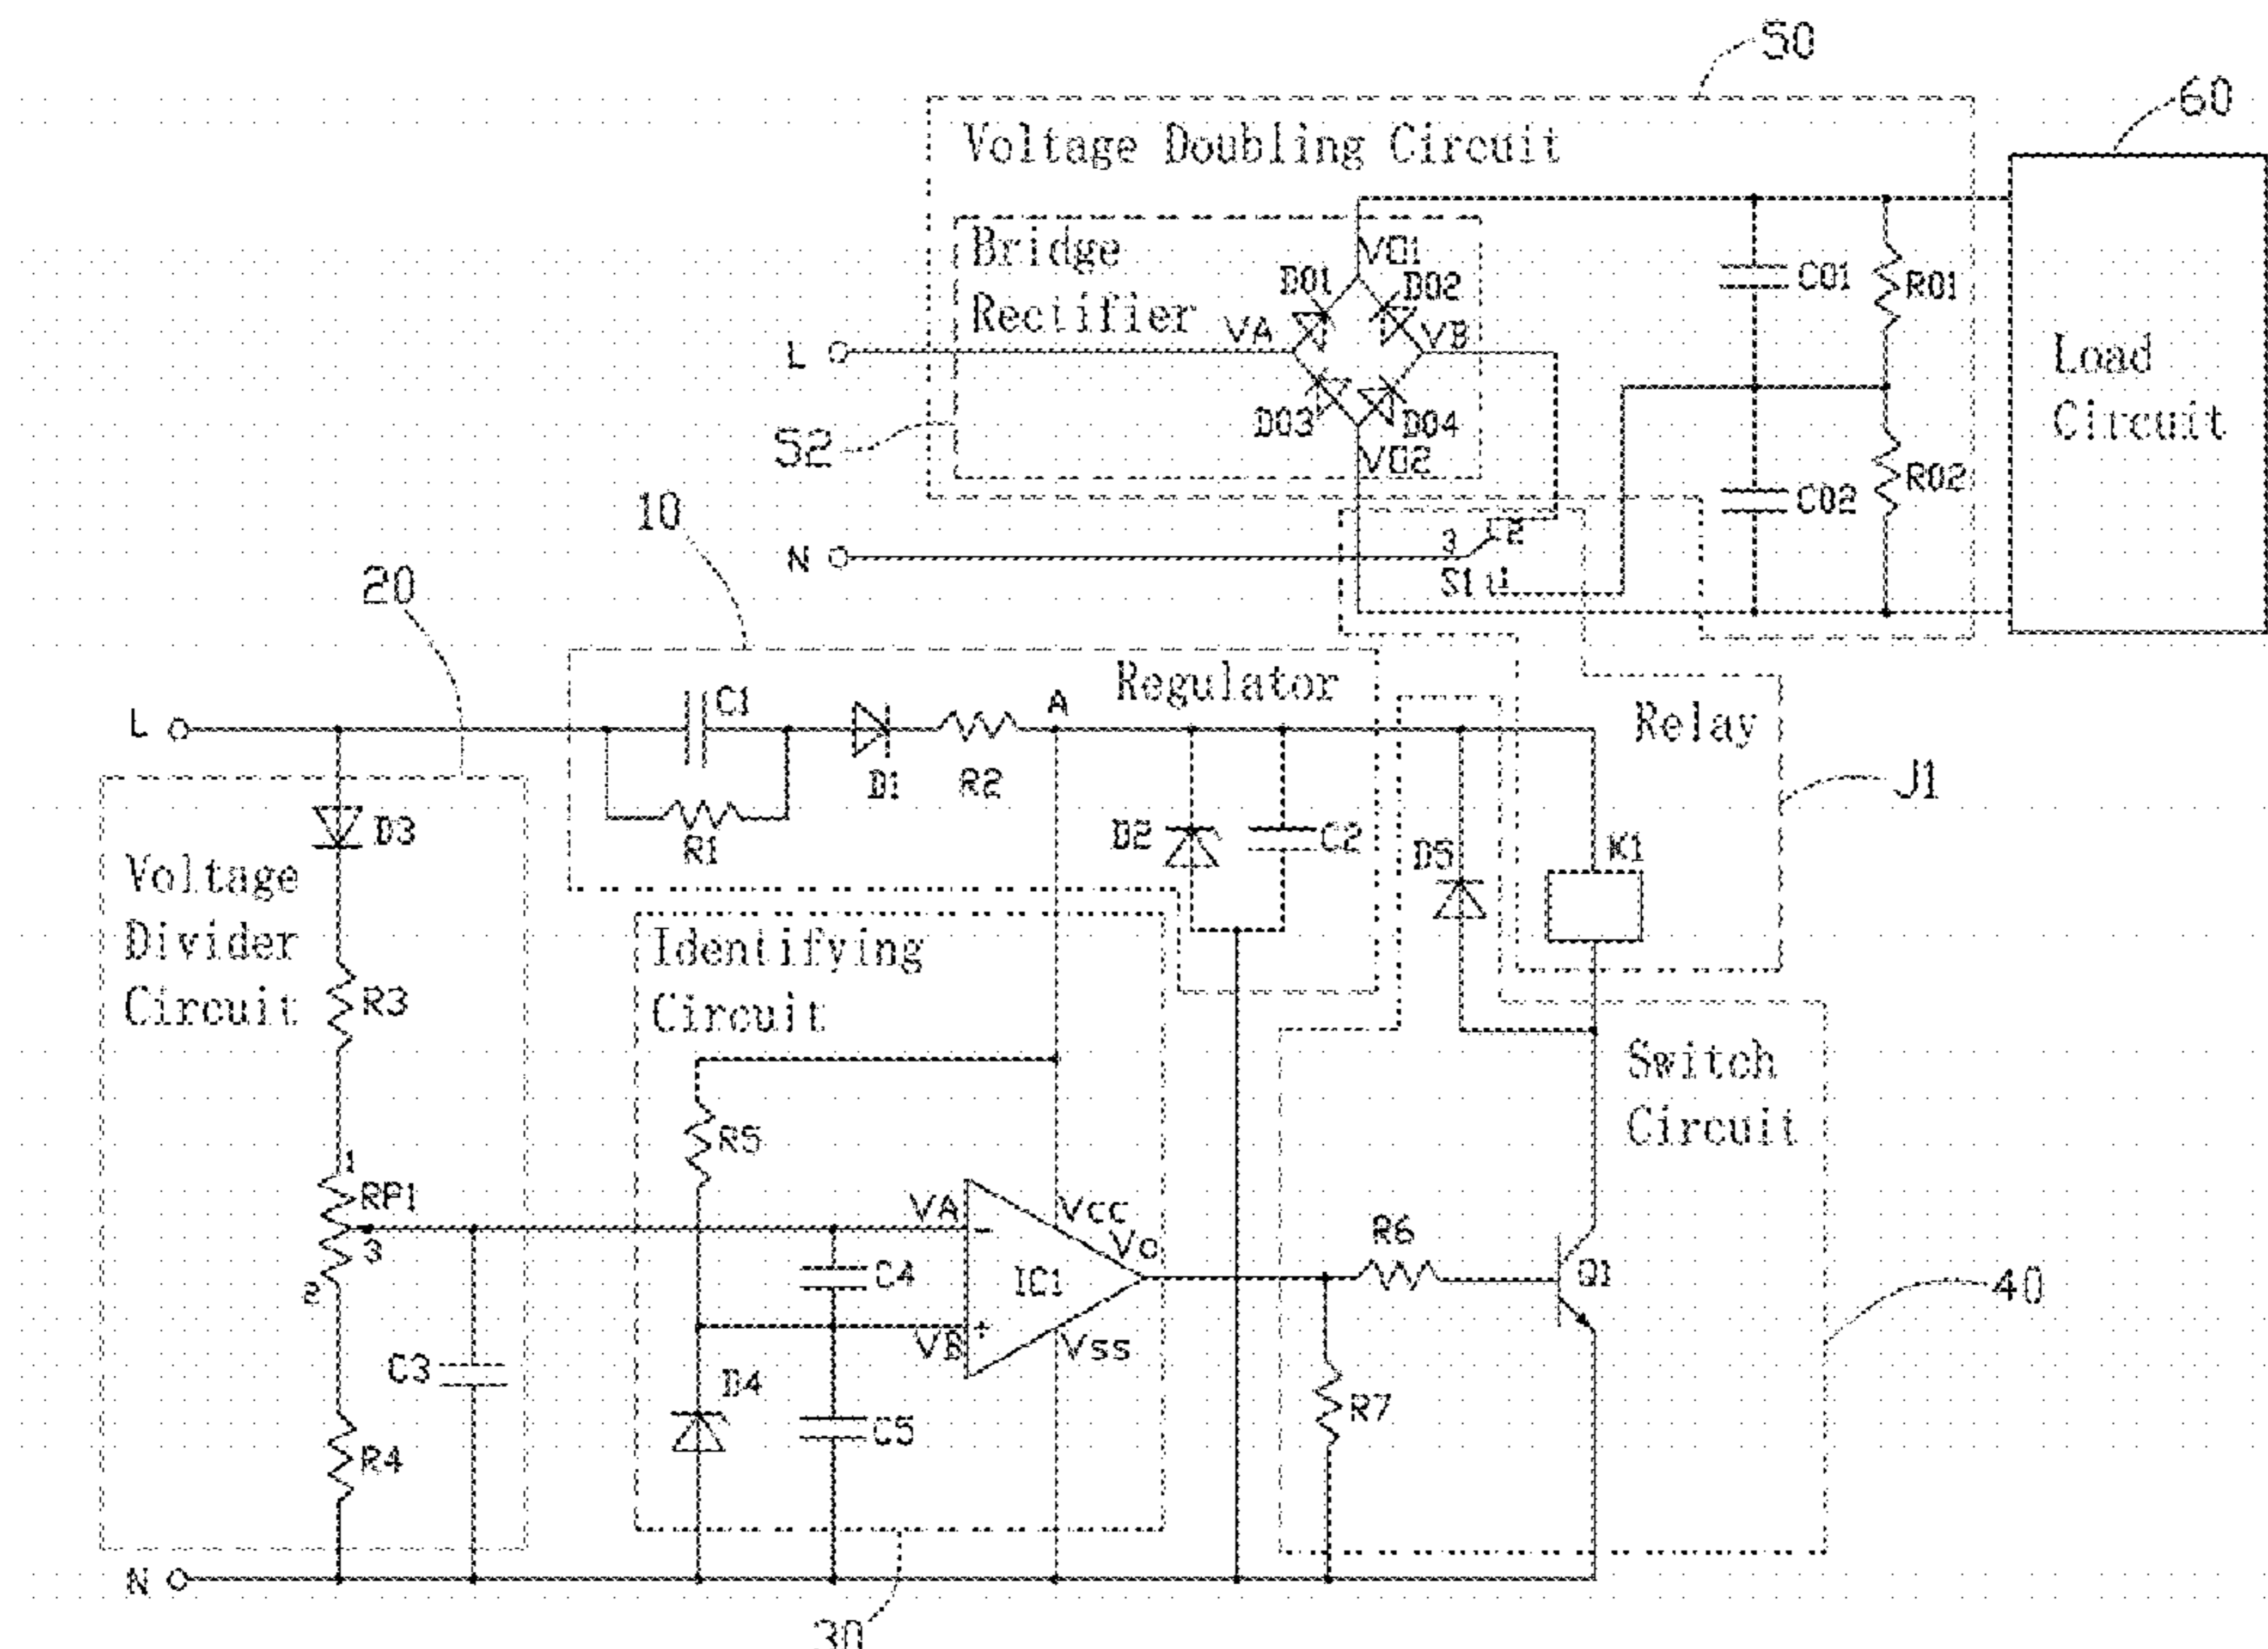 50
60
Voltage Doubling Circuit
Bridge
Rectifier
VO1
D01
D02
VA
VB
L
D03
D04
VO2
52
C01
R01
C02
R02
Load
Circuit
10
N
3
2
S1
1
20
Regulator
Relay
J1
L
C1
D1
R2
A
R1
D2
C2
D5
K1
D3
Voltage
Divider
Circuit
R3
Identifying
Circuit
Switch
Circuit
R5
1
RP1
3
2
VA
-
Vcc
Vo
C4
IC1
VB
+
Vss
R6
Q1
40
C3
D4
C5
R7
R4
N
30